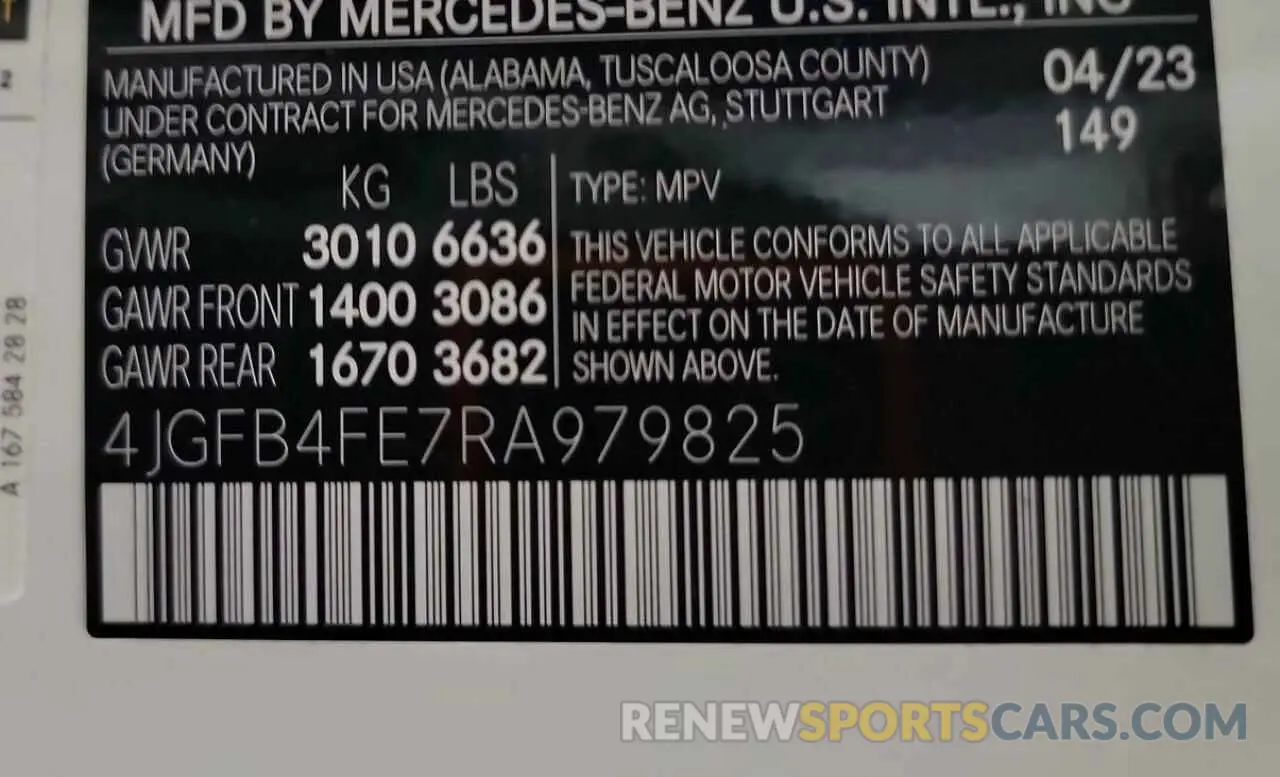 MFD BY MERCEDES-BENZ U.S. INTL., INC
MANUFACTURED IN USA (ALABAMA, TUSCALOOSA COUNTY)
UNDER CONTRACT FOR MERCEDES-BENZ AG, STUTTGART
(GERMANY)
04/23
149
KG LBS
GVWR 3010 6636
GAWR FRONT 1400 3086
GAWR REAR 1670 3682
TYPE: MPV
THIS VEHICLE CONFORMS TO ALL APPLICABLE
FEDERAL MOTOR VEHICLE SAFETY STANDARDS
IN EFFECT ON THE DATE OF MANUFACTURE
SHOWN ABOVE.
4JGFB4FE7RA979825
A 167 584 28 28
RENEWSPORTSCARS.COM